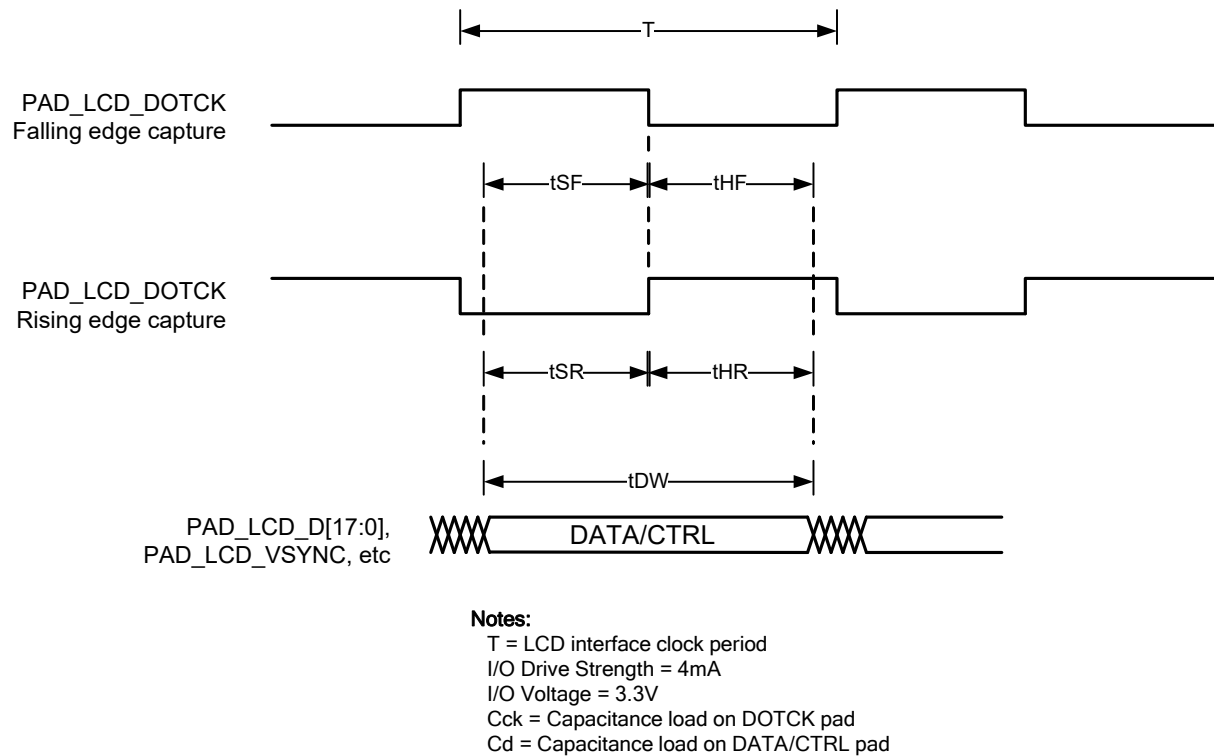 T
PAD_LCD_DOTCK
Falling edge capture
tSF
tHF
PAD_LCD_DOTCK
Rising edge capture
tSR
tHR
tDW
PAD_LCD_D[17:0],
PAD_LCD_VSYNC, etc
DATA/CTRL
Notes:
T = LCD interface clock period
I/O Drive Strength = 4mA
I/O Voltage = 3.3V
Cck = Capacitance load on DOTCK pad
Cd = Capacitance load on DATA/CTRL pad